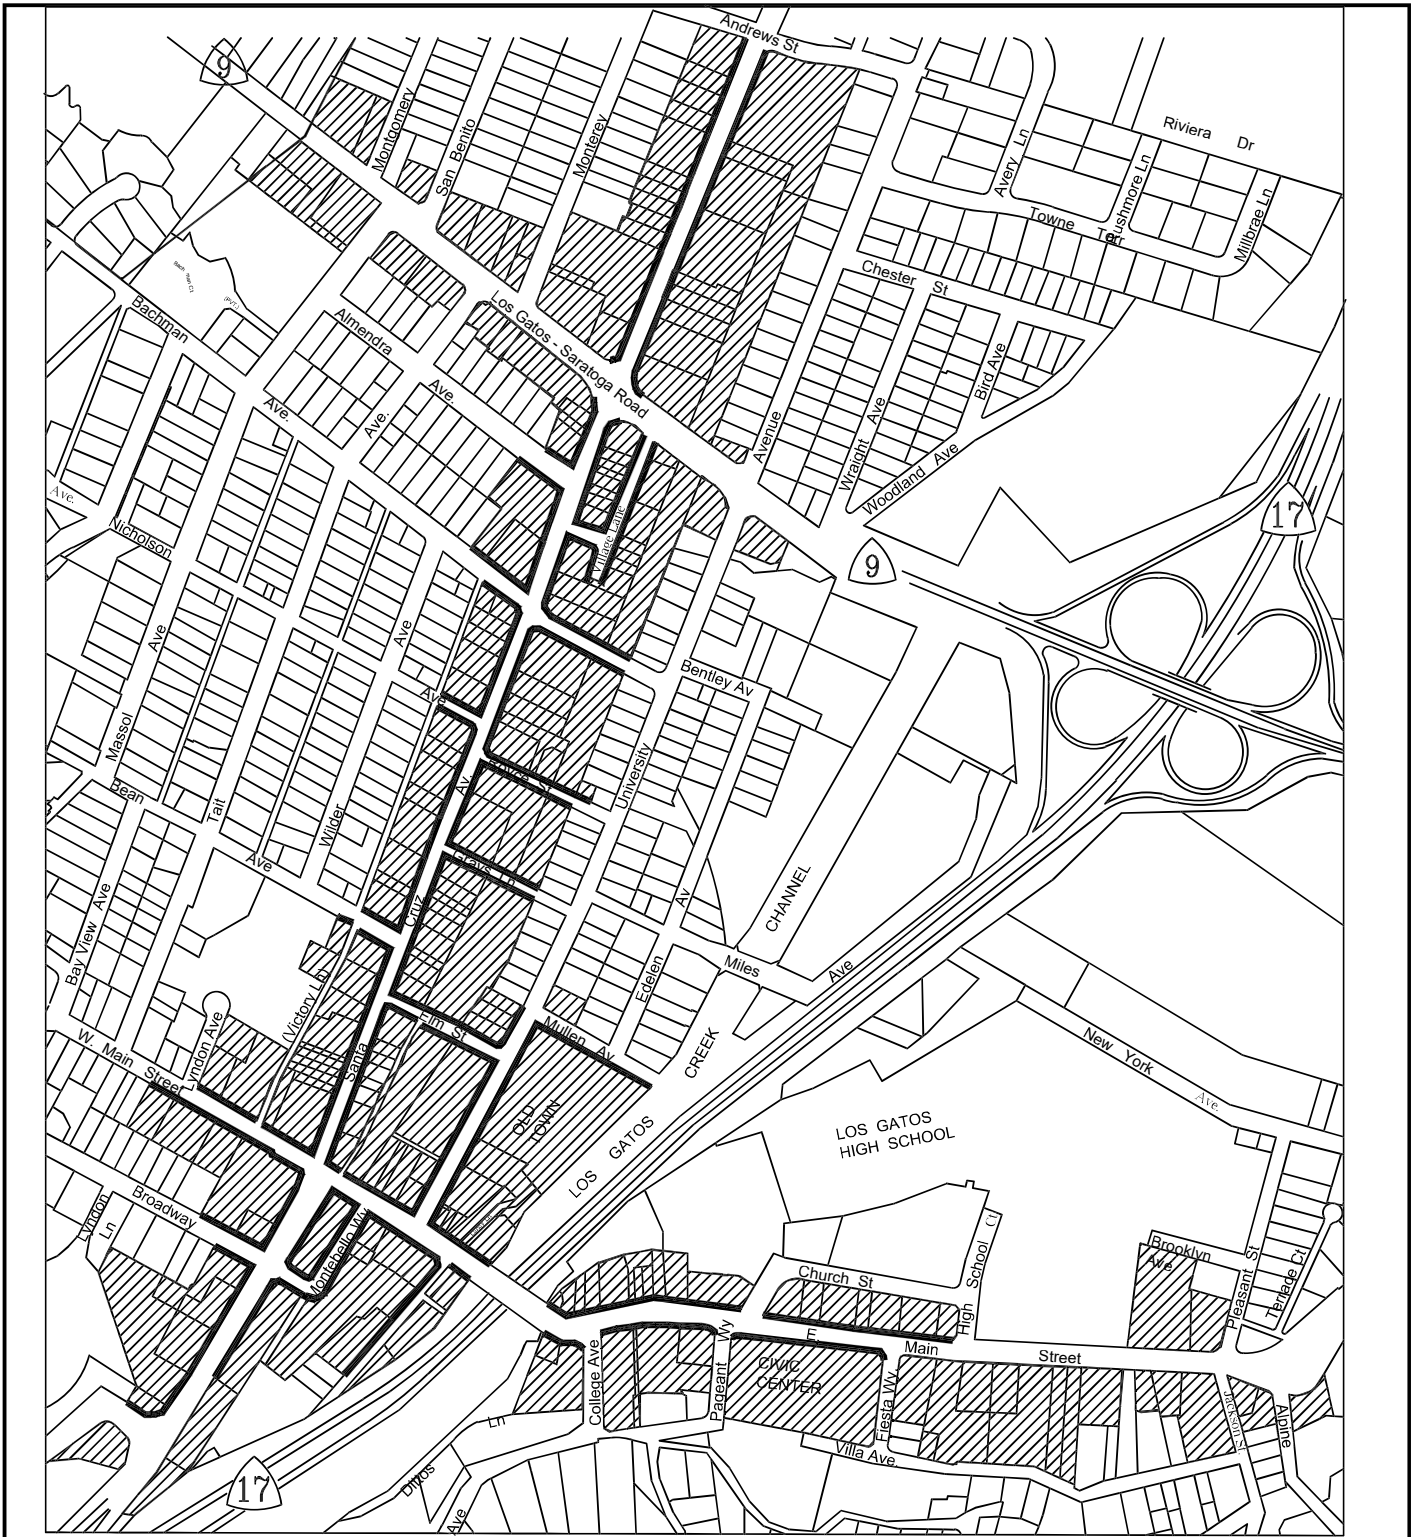 Andrews St
9
Montgomery
San Benito
Monterey
Riviera Dr
Avery Ln
Rushmore Ln
Millbrae Ln
Towne Terr
Chester St
(PVT.)
Bachman
Ave.
Almendra
Ave.
Ave.
Los Gatos - Saratoga Road
Bird Ave
Avenue
Wraight Ave
Woodland Ave
Ave.
Nicholson
Village Lane
17
9
Ave
Ave
Bentley Av
Ave
Massol
Av.
Royce St
University
Bean
Tait
Wilder
Ave
Grays Ln
Cruz
Av
CHANNEL
Bay View Ave
(Victory Ln)
Edelen
Miles
Ave
Lyndon Ave
Elm St
Mullen Av
Santa
W. Main Street
CREEK
New York
Ave.
OLD
TOWN
LOS GATOS
LOS GATOS
HIGH SCHOOL
Broadway
Lyndon
Ln
Montebello Wy
High School Ct
Church St
Brooklyn
Ave
Pleasant St
Terrace Ct
E
Main
Street
College Ave
Pageant Wy
CIVIC
CENTER
Fiesta Wy
Jackson St
Alpine
Villa Ave.
Ln
Dittos
Ave
17